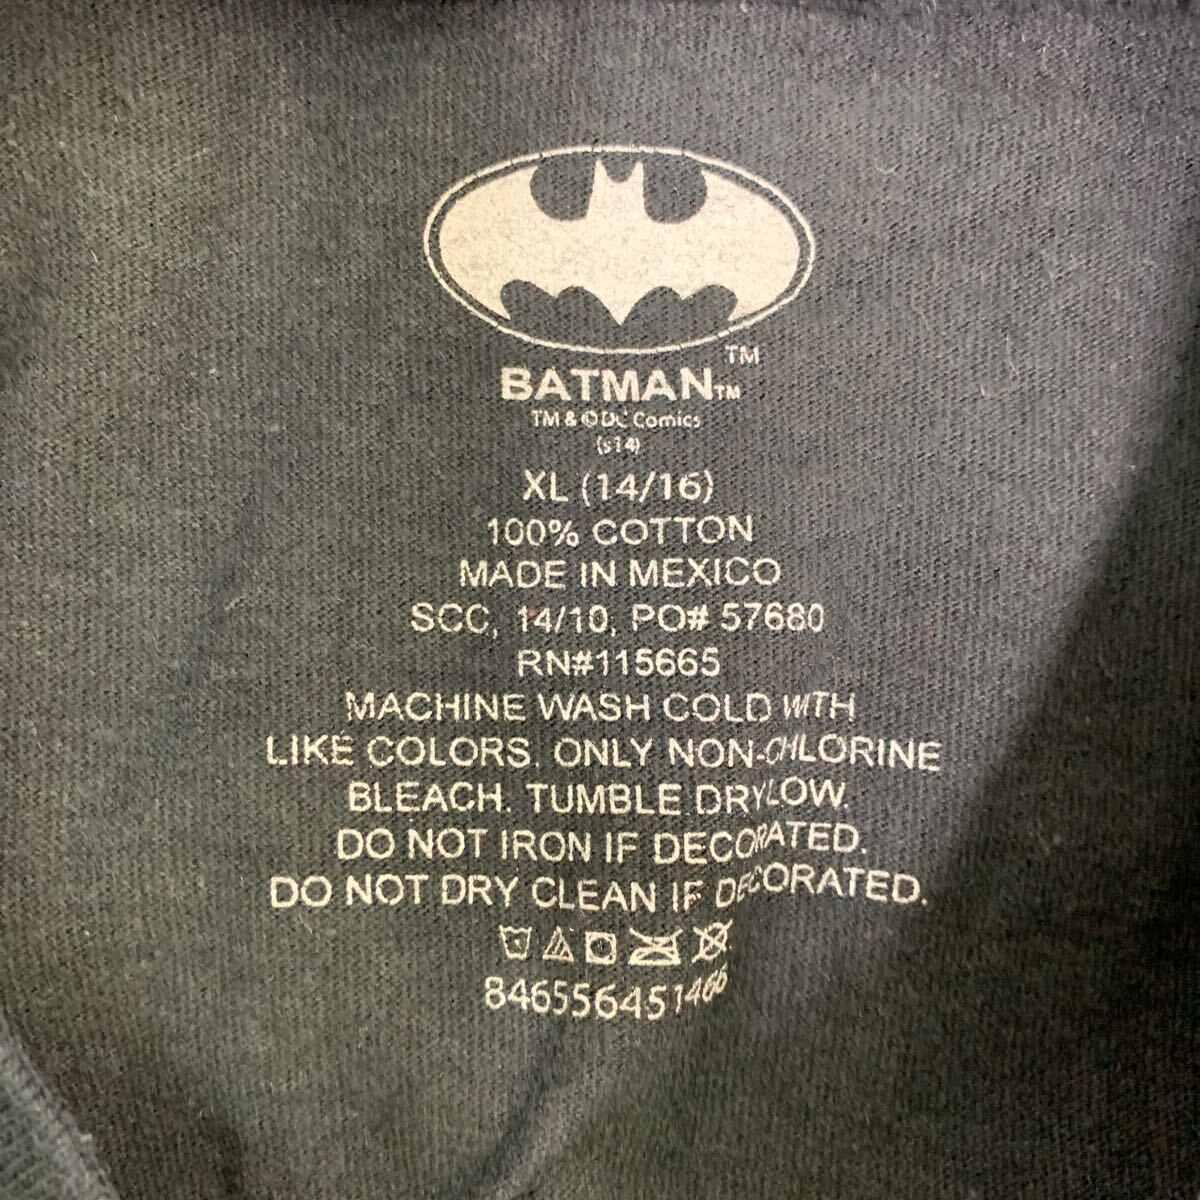 TM
BATMAN™
TM & © DC Comics
(s14)
XL (14/16)
100% COTTON
MADE IN MEXICO
SCC, 14/10, PO# 57680
RN#115665
MACHINE WASH COLD WITH
LIKE COLORS. ONLY NON-CHLORINE
BLEACH. TUMBLE DRY LOW.
DO NOT IRON IF DECORATED.
DO NOT DRY CLEAN IF DECORATED.
846556451466